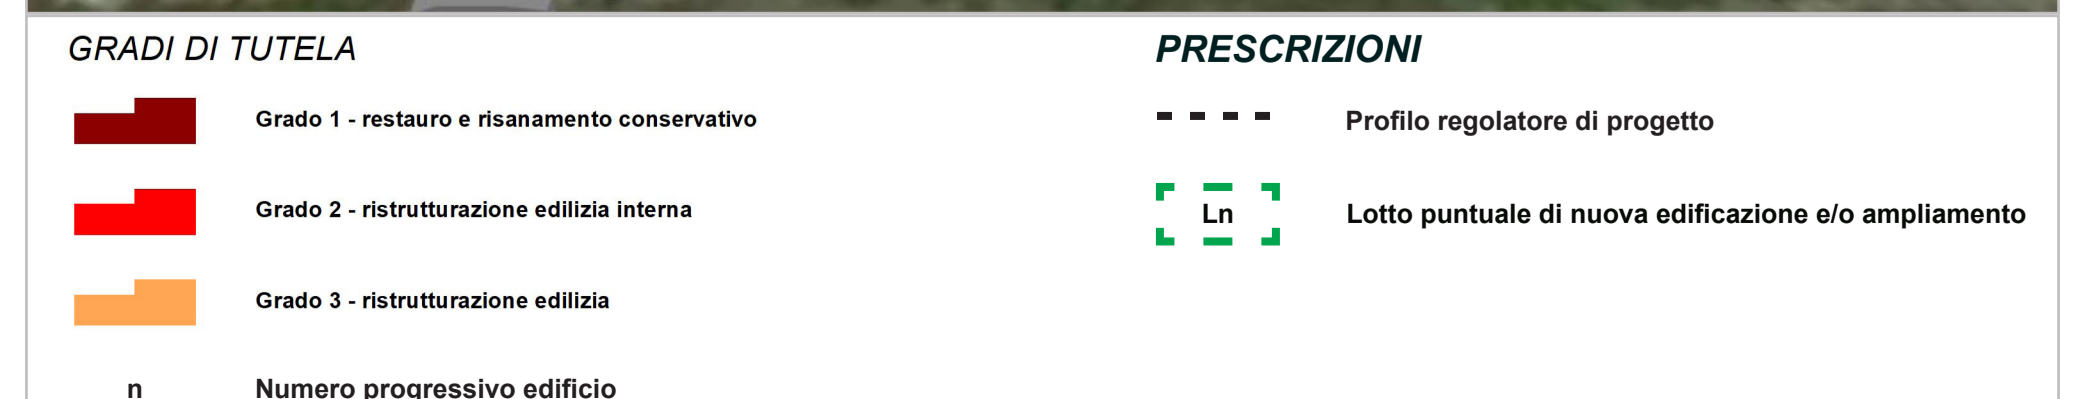 GRADI DI TUTELA
Grado 1 - restauro e risanamento conservativo
Grado 2 - ristrutturazione edilizia interna
Grado 3 - ristrutturazione edilizia
n Numero progressivo edificio
PRESCRIZIONI
Profilo regolatore di progetto
Ln Lotto puntuale di nuova edificazione e/o ampliamento